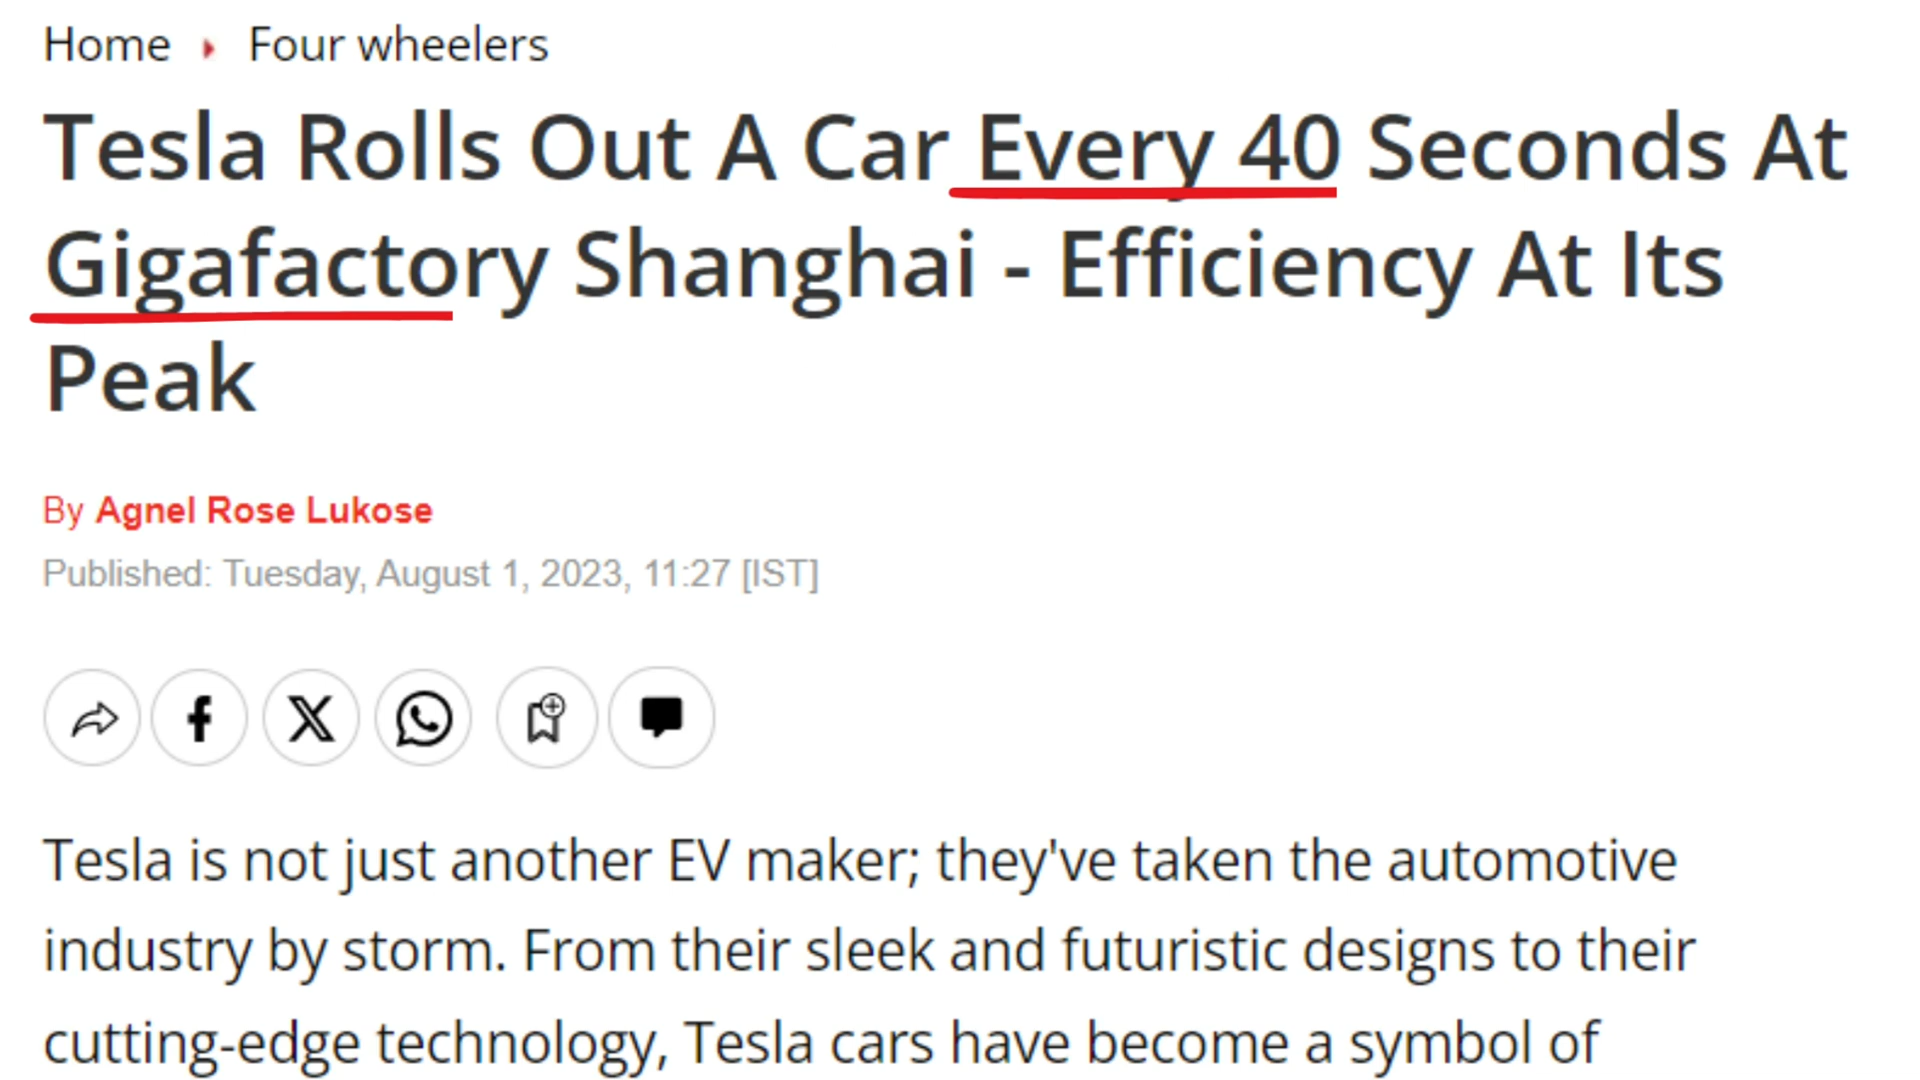 Home Four wheelers
Tesla Rolls Out A Car Every 40 Seconds At
Gigafactory Shanghai - Efficiency At Its
Peak
By Agnel Rose Lukose
Published: Tuesday, August 1, 2023, 11:27 [IST]
Tesla is not just another EV maker; they've taken the automotive
industry by storm. From their sleek and futuristic designs to their
cutting-edge technology, Tesla cars have become a symbol of